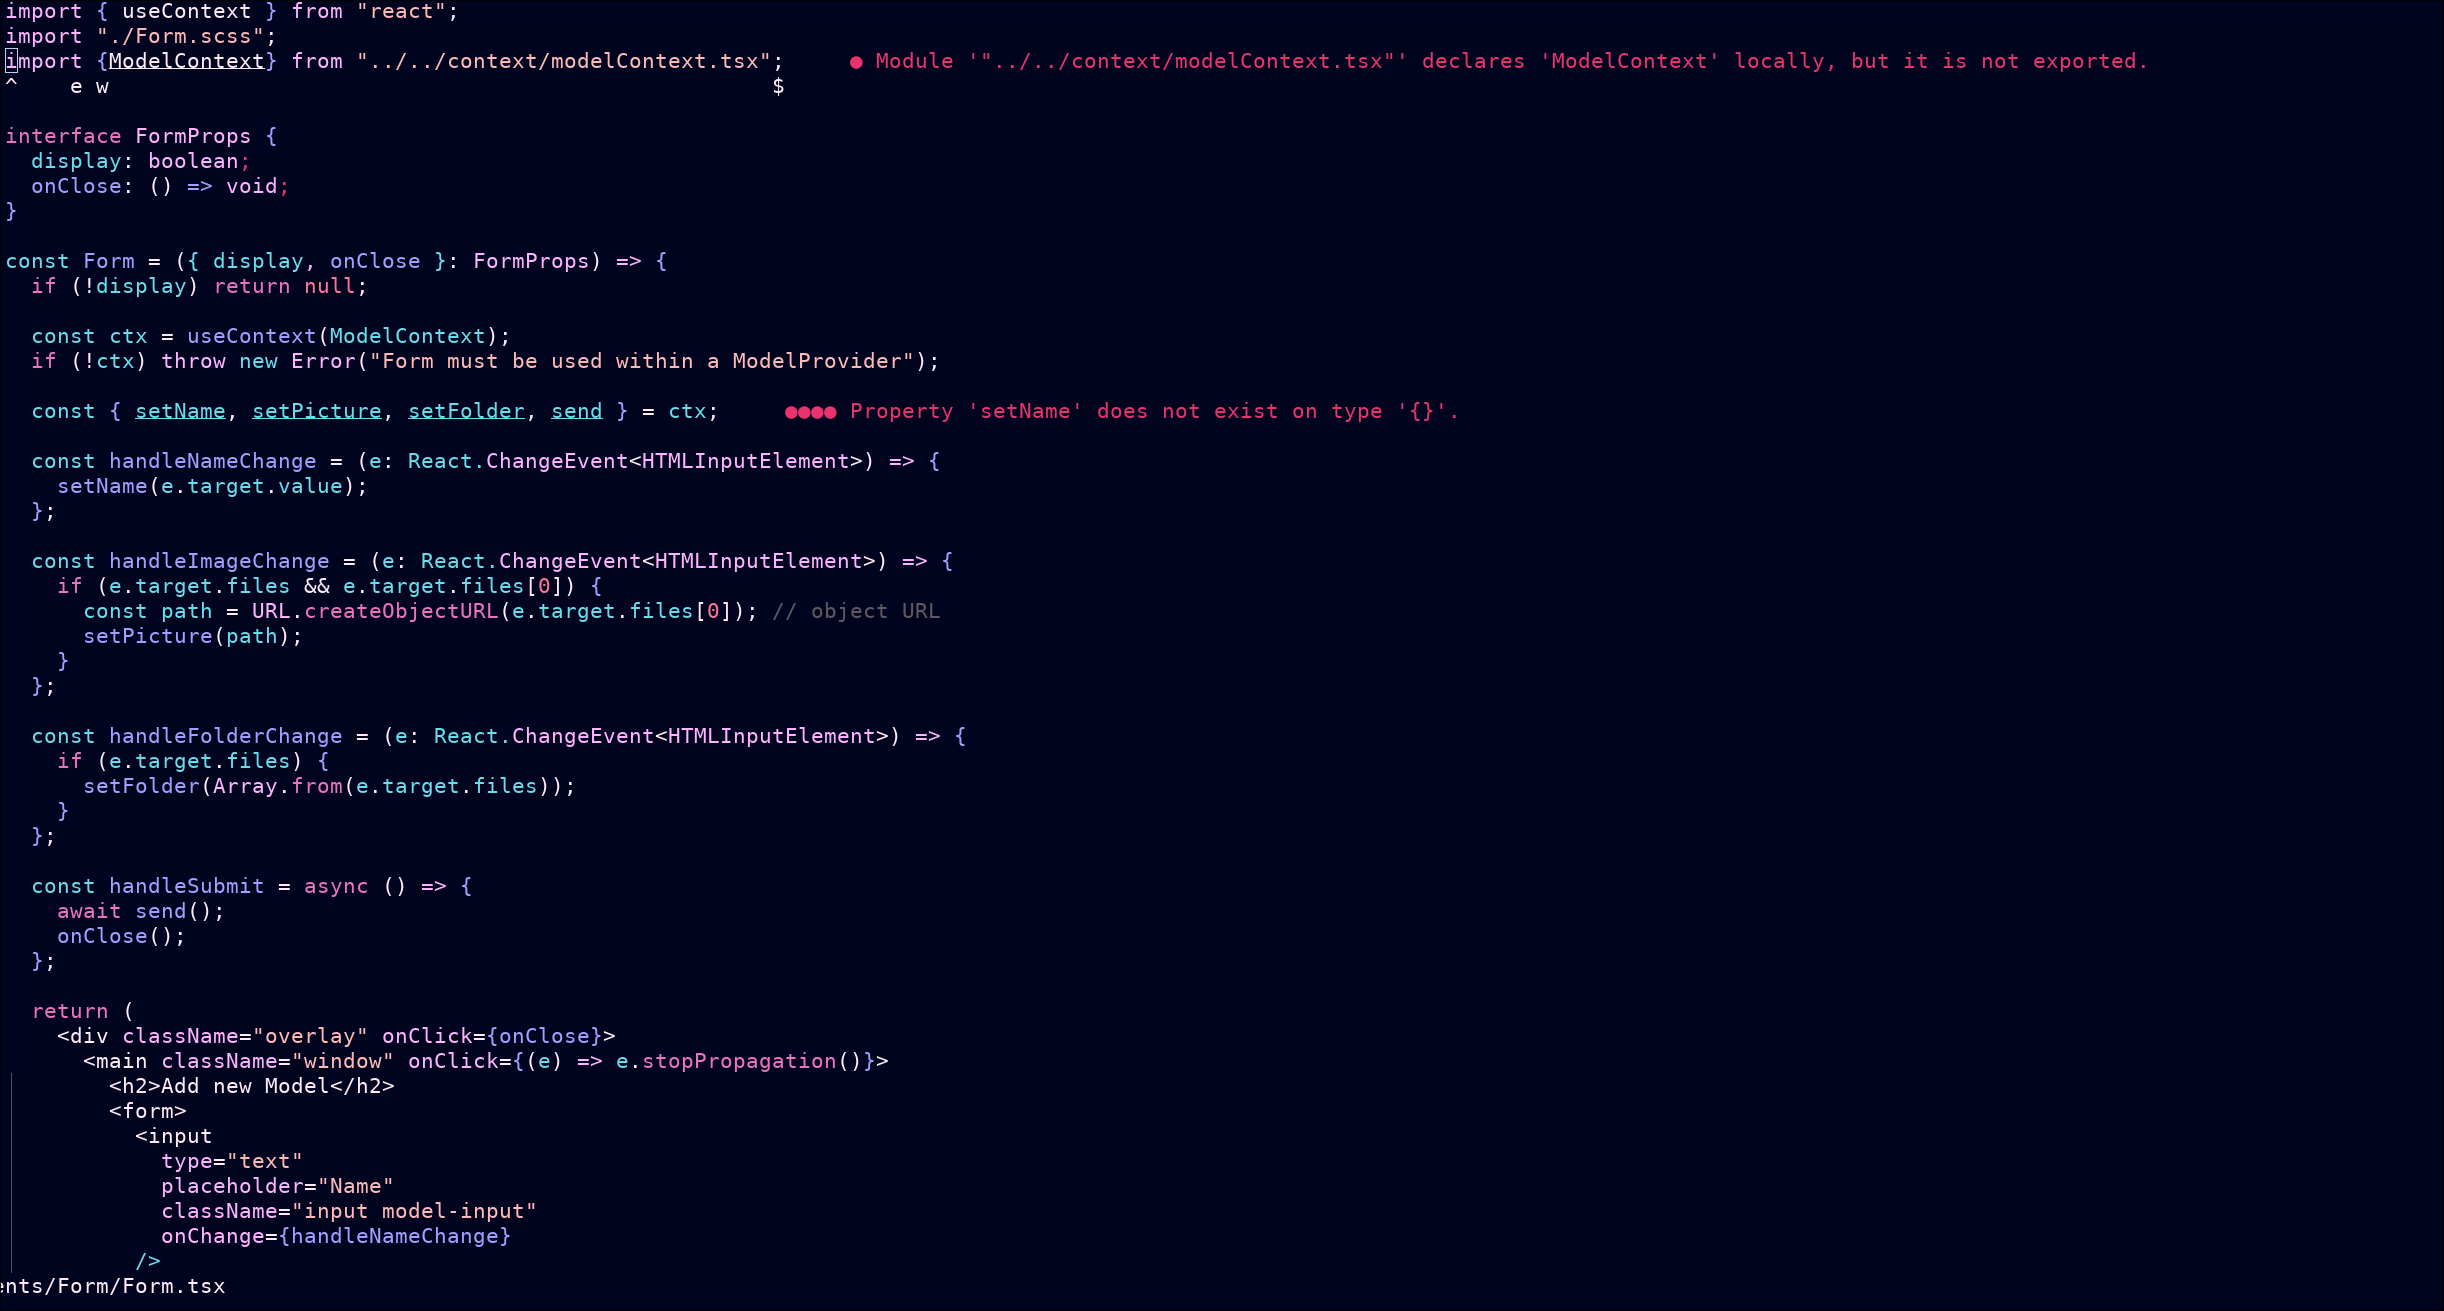 import { useContext } from "react";
import "./Form.scss";
import {ModelContext} from "../../context/modelContext.tsx";     ● Module '"../../context/modelContext.tsx"' declares 'ModelContext' locally, but it is not exported.
^    e w                                                   $

interface FormProps {
  display: boolean;
  onClose: () => void;
}

const Form = ({ display, onClose }: FormProps) => {
  if (!display) return null;

  const ctx = useContext(ModelContext);
  if (!ctx) throw new Error("Form must be used within a ModelProvider");

  const { setName, setPicture, setFolder, send } = ctx;     ●●●● Property 'setName' does not exist on type '{}'.

  const handleNameChange = (e: React.ChangeEvent<HTMLInputElement>) => {
    setName(e.target.value);
  };

  const handleImageChange = (e: React.ChangeEvent<HTMLInputElement>) => {
    if (e.target.files && e.target.files[0]) {
      const path = URL.createObjectURL(e.target.files[0]); // object URL
      setPicture(path);
    }
  };

  const handleFolderChange = (e: React.ChangeEvent<HTMLInputElement>) => {
    if (e.target.files) {
      setFolder(Array.from(e.target.files));
    }
  };

  const handleSubmit = async () => {
    await send();
    onClose();
  };

  return (
    <div className="overlay" onClick={onClose}>
      <main className="window" onClick={(e) => e.stopPropagation()}>
        <h2>Add new Model</h2>
        <form>
          <input
            type="text"
            placeholder="Name"
            className="input model-input"
            onChange={handleNameChange}
          />
ents/Form/Form.tsx